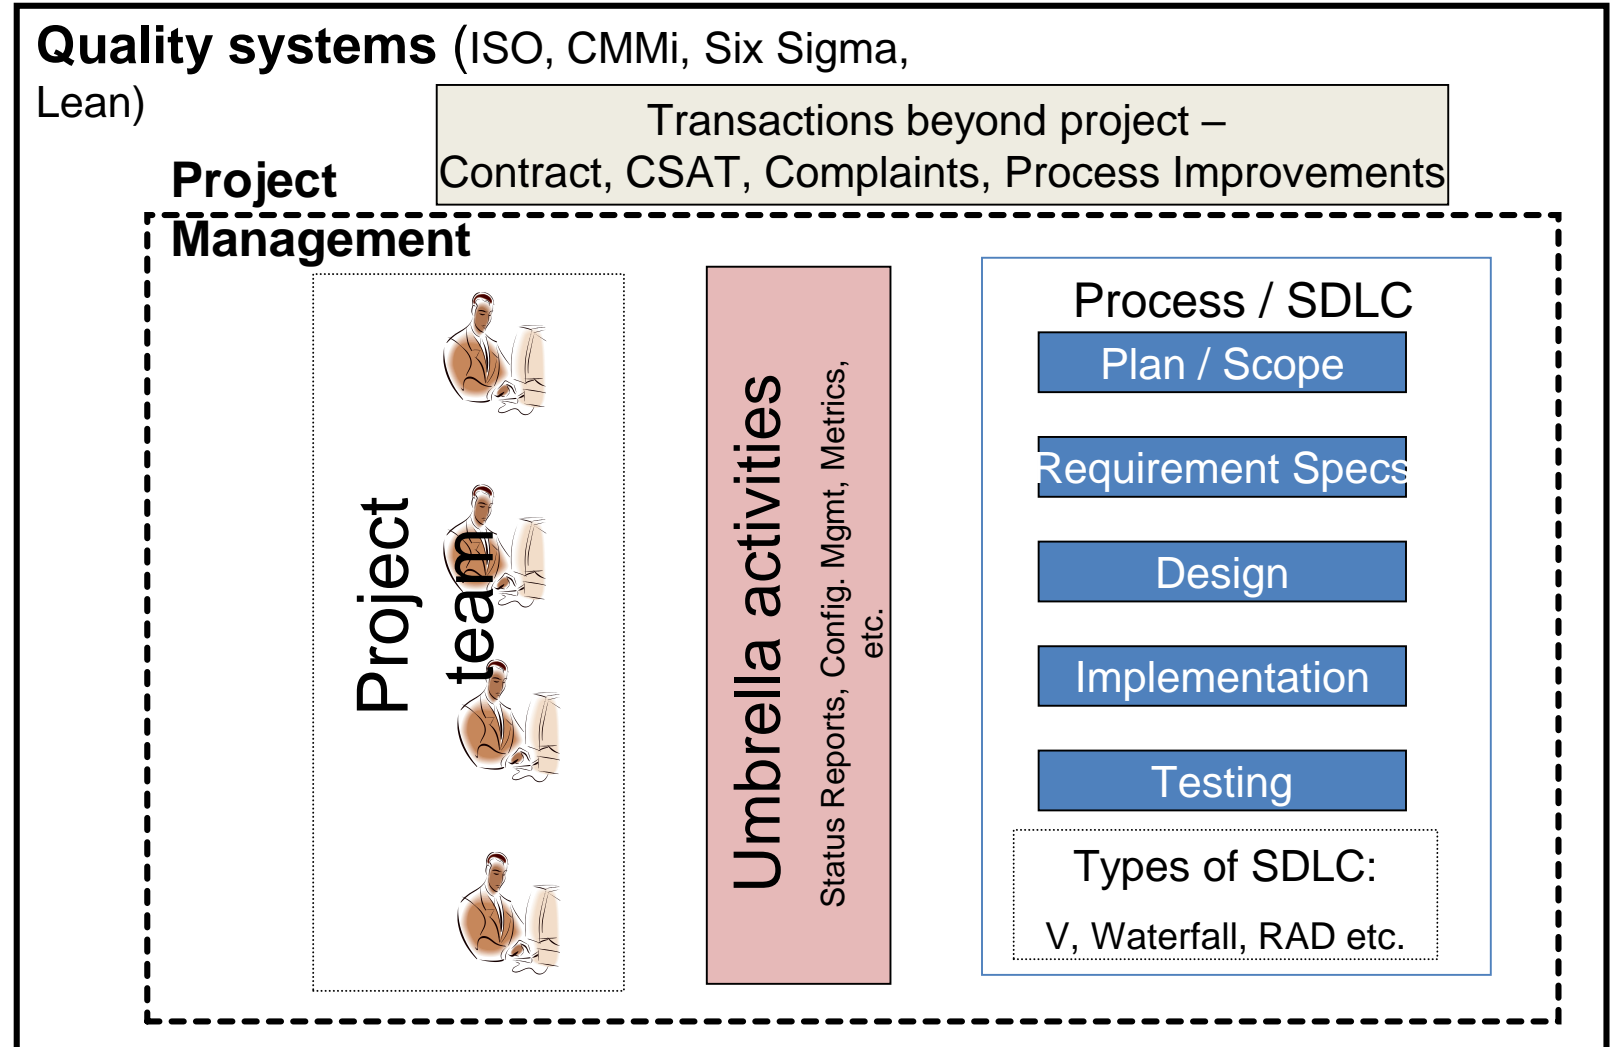 Quality systems (ISO, CMMi, Six Sigma,
Lean)
Transactions beyond project –
Contract, CSAT, Complaints, Process Improvements
Project
Management
Project
team
Umbrella activities
Status Reports, Config. Mgmt, Metrics,
etc.
Process / SDLC
Plan / Scope
Requirement Specs
Design
Implementation
Testing
Types of SDLC:
V, Waterfall, RAD etc.